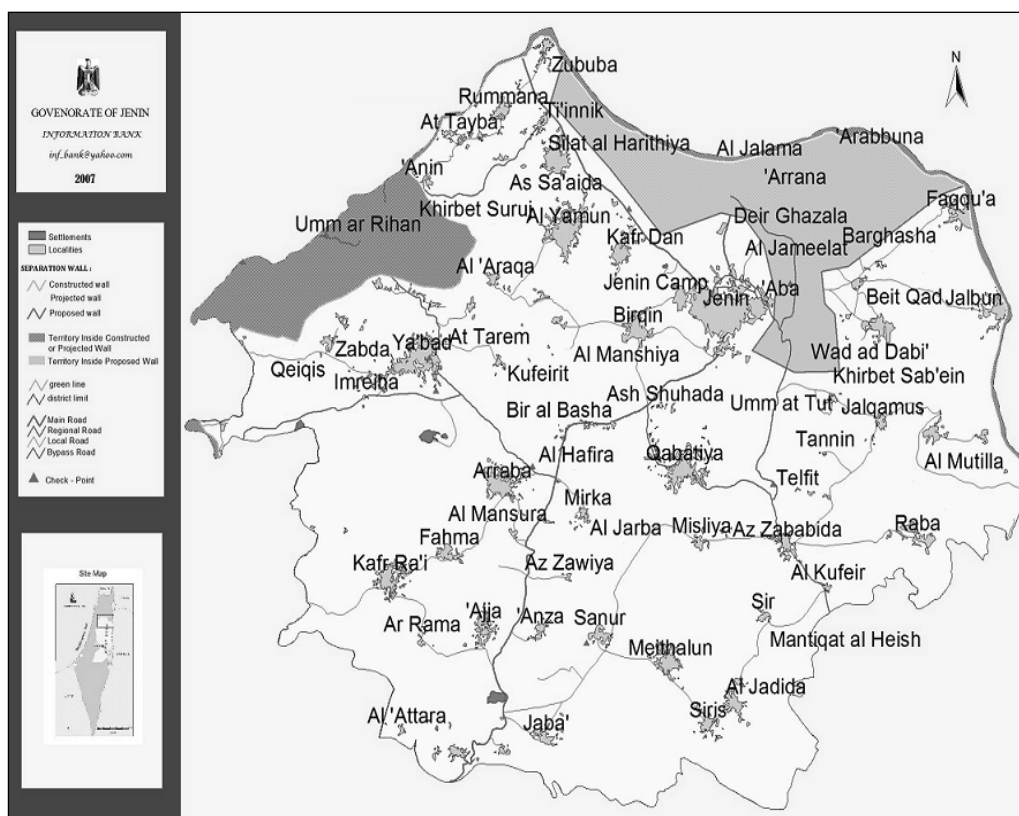 GOVENORATE OF JENIN
INFORMATION BANK
inf_bank@yahoo.com
2007
Settlements
Localities
SEPARATION WALL :
Constructed wall
Projected wall
Proposed wall
Territory Inside Constructed
or Projected Wall
Territory Inside Proposed Wall
green line
district limit
Main Road
Regional Road
Local Road
Bypass Road
Check - Point
Site Map
N
Zububa
Rummana
Ti'innik
At Tayba
Silat al Harithiya
Al Jalama
'Arabbuna
'Anin
As Sa'aida
'Arrana
Faqqu'a
Umm ar Rihan
Khirbet Suruj
Al Yamun
Deir Ghazala
Kafr Dan
Al Jameelat
Barghasha
Al 'Araqa
Jenin Camp
Jenin
'Aba
Beit Qad
Jalbun
Birqin
At Tarem
Zabda
Ya'bad
Al Manshiya
Wad ad Dabi'
Qeiqis
Imreiha
Kufeirit
Khirbet Sab'ein
Ash Shuhada
Umm at Tut
Jalqamus
Bir al Basha
Tannin
Al Hafira
Qabatiya
Al Mutilla
Arraba
Telfit
Mirka
Al Mansura
Al Jarba
Misliya
Az Zababida
Raba
Fahma
Kafr Ra'i
Az Zawiya
Al Kufeir
'Ajja
'Anza
Sanur
Sir
Ar Rama
Mantiqat al Heish
Meithalun
Al Jadida
Al 'Attara
Jaba'
Siris